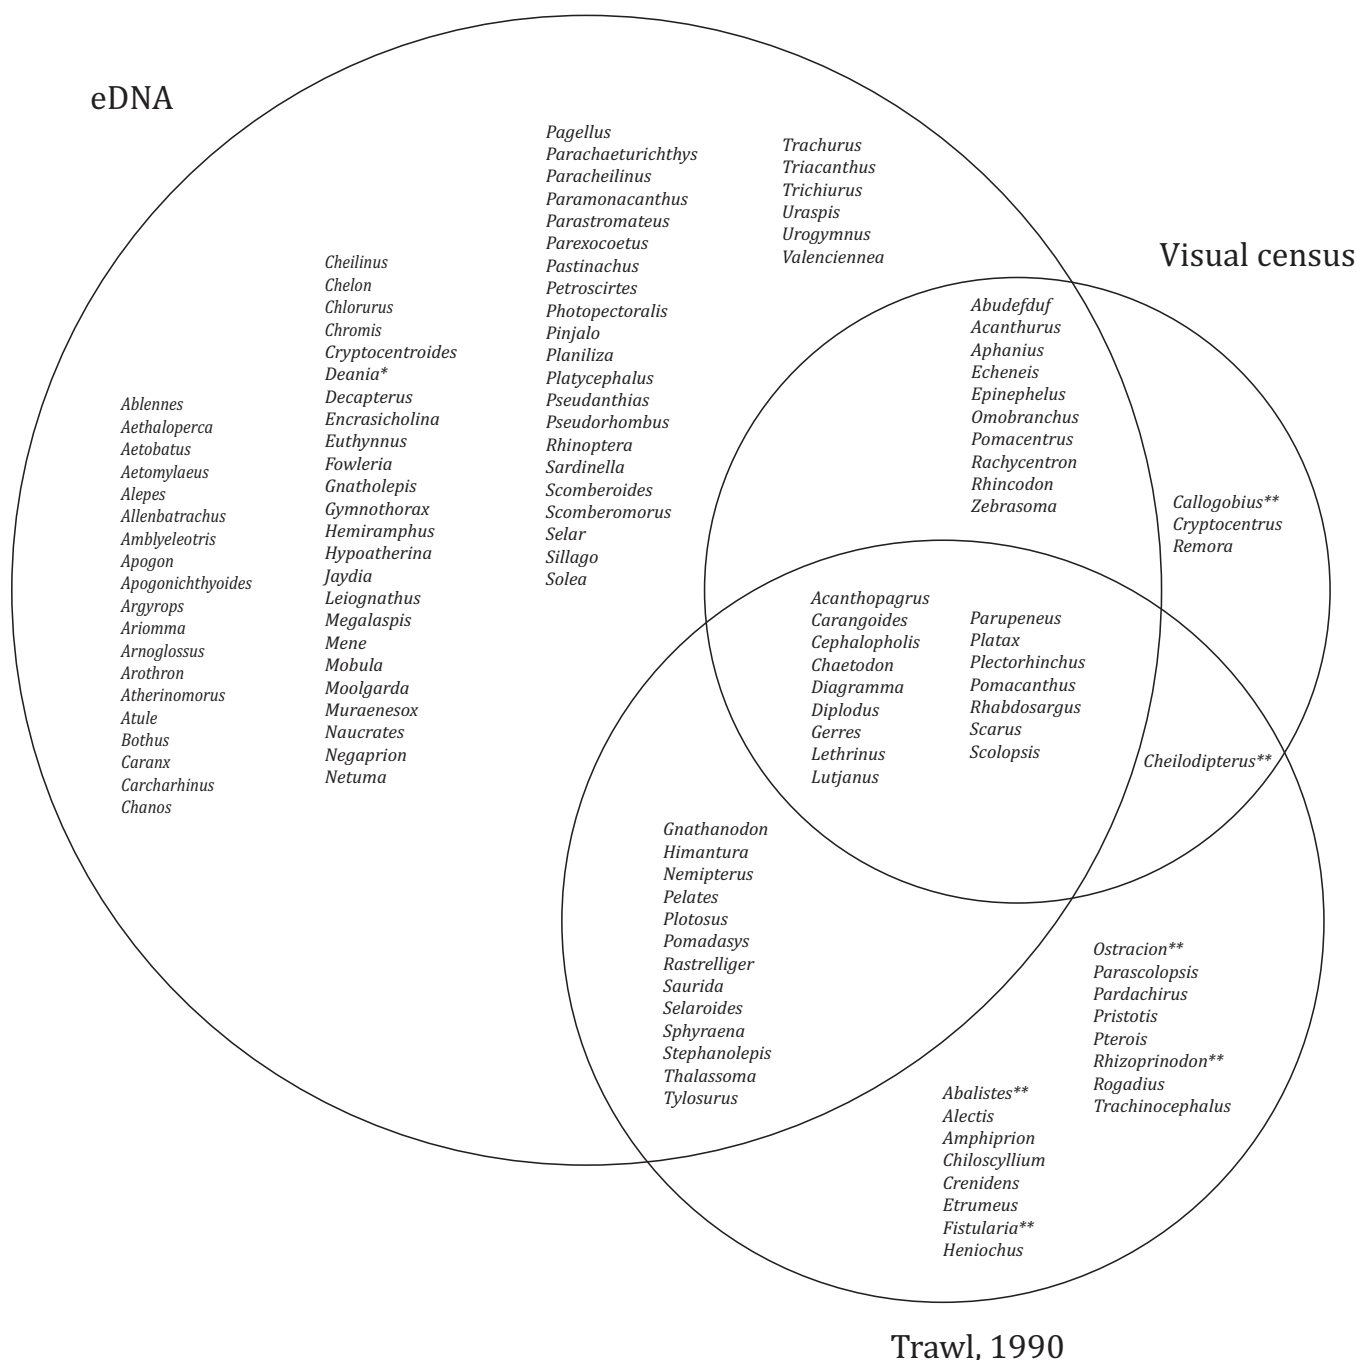 eDNA
Visual census
Trawl, 1990
Ablennes
Aethaloperca
Aetobatus
Aetomylaeus
Alepes
Allenbatrachus
Amblyeleotris
Apogon
Apogonichthyoides
Argyrops
Ariomma
Arnoglossus
Arothron
Atherinomorus
Atule
Bothus
Caranx
Carcharhinus
Chanos
Cheilinus
Chelon
Chlorurus
Chromis
Cryptocentroides
Deania*
Decapterus
Encrasicholina
Euthynnus
Fowleria
Gnatholepis
Gymnothorax
Hemiramphus
Hypoatherina
Jaydia
Leiognathus
Megalaspis
Mene
Mobula
Moolgarda
Muraenesox
Naucrates
Negaprion
Netuma
Pagellus
Parachaeturichthys
Paracheilinus
Paramonacanthus
Parastromateus
Parexocoetus
Pastinachus
Petroscirtes
Photopectoralis
Pinjalo
Planiliza
Platycephalus
Pseudanthias
Pseudorhombus
Rhinoptera
Sardinella
Scomberoides
Scomberomorus
Selar
Sillago
Solea
Trachurus
Triacanthus
Trichiurus
Uraspis
Urogymnus
Valenciennea
Abudefduf
Acanthurus
Aphanius
Echeneis
Epinephelus
Omobranchus
Pomacentrus
Rachycentron
Rhincodon
Zebrasoma
Callogobius**
Cryptocentrus
Remora
Acanthopagrus
Carangoides
Cephalopholis
Chaetodon
Diagramma
Diplodus
Gerres
Lethrinus
Lutjanus
Parupeneus
Platax
Plectorhinchus
Pomacanthus
Rhabdosargus
Scarus
Scolopsis
Cheilodipterus**
Gnathanodon
Himantura
Nemipterus
Pelates
Plotosus
Pomadasys
Rastrelliger
Saurida
Selaroides
Sphyraena
Stephanolepis
Thalassoma
Tylosurus
Abalistes**
Alectis
Amphiprion
Chiloscyllium
Crenidens
Etrumeus
Fistularia**
Heniochus
Ostracion**
Parascolopsis
Pardachirus
Pristotis
Pterois
Rhizoprinodon**
Rogadius
Trachinocephalus